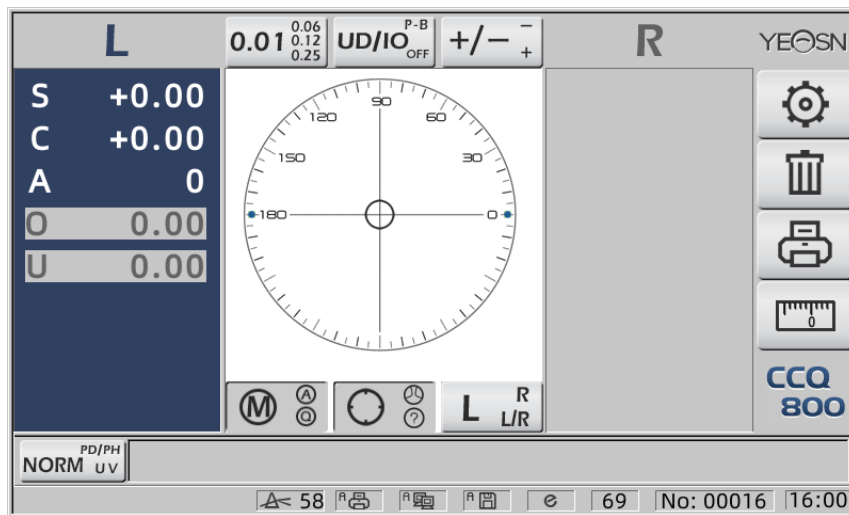 L
0.01 0.06
0.12
0.25
UD/IO P-B
OFF
+/− −
+
R
YEOSN
S +0.00
C +0.00
A 0
O 0.00
U 0.00
90
120 60
150 30
180 0
0
CCQ
800
M A
Q
?
L R
L/R
NORM PD/PH
UV
58 A A A e 69 No: 00016 16:00